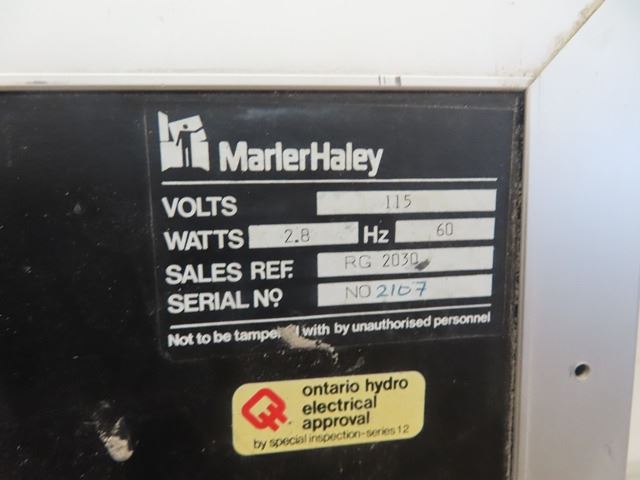 MarlerHaley
VOLTS 115
WATTS 2.8 Hz 60
SALES REF. RG 2030
SERIAL Nº NO 2107
Not to be tampe with by unauthorised personnel
ontario hydro
electrical
approval
by special inspection-series 12